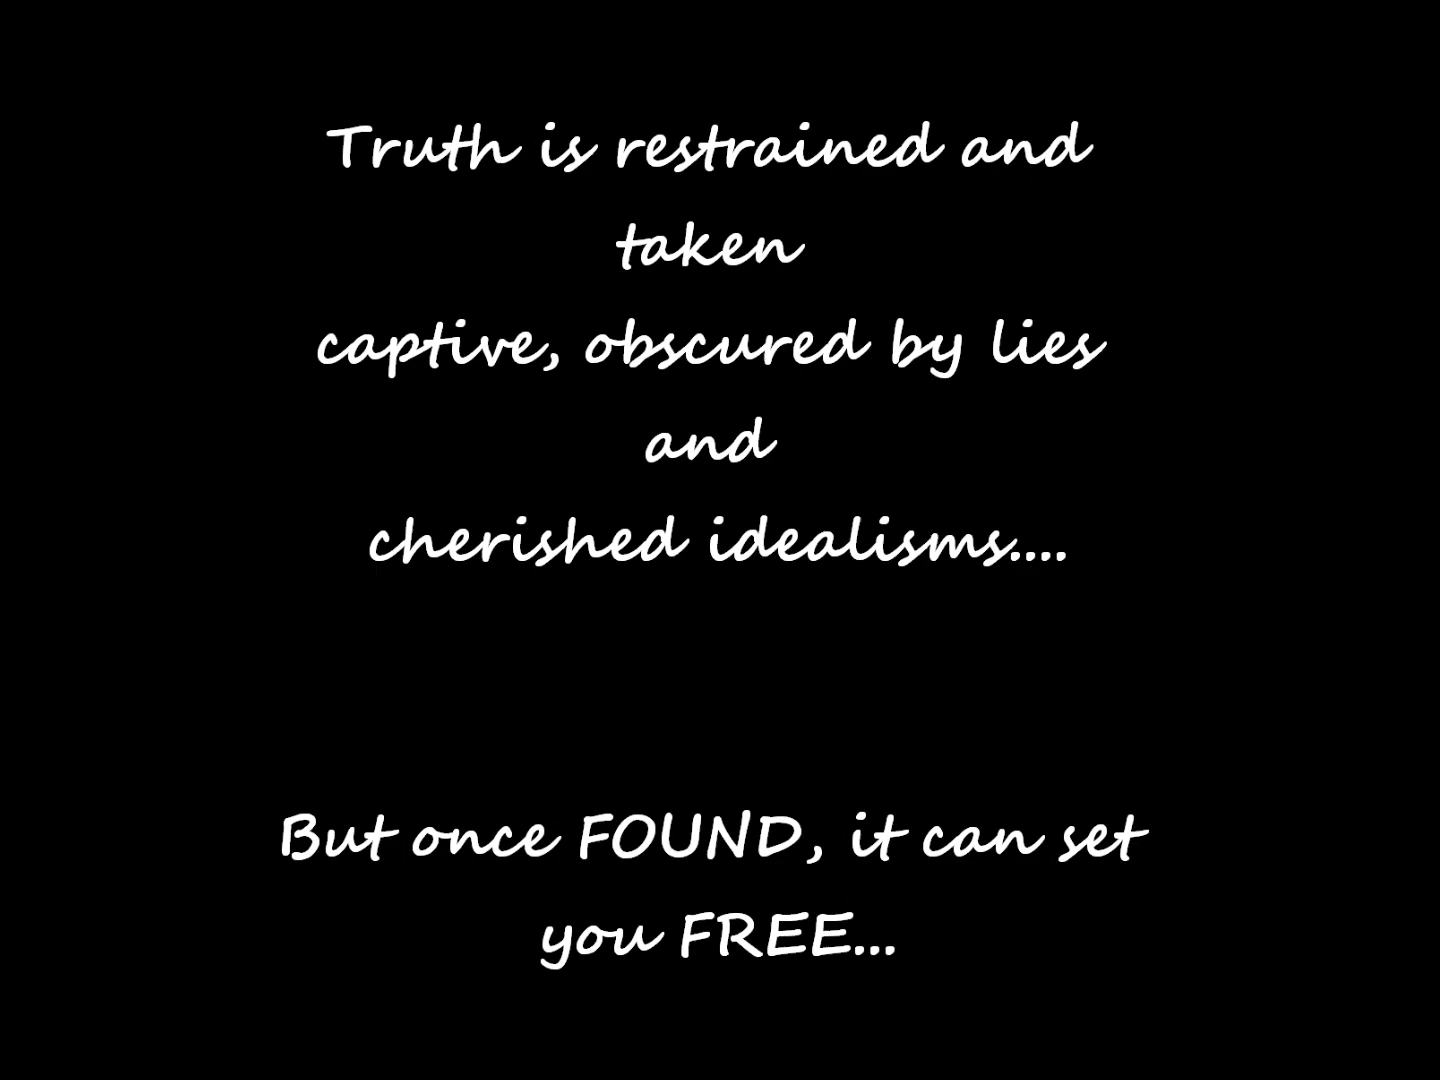 Truth is restrained and
taken
captive, obscured by lies
and
cherished idealisms....
But once FOUND, it can set
you FREE...